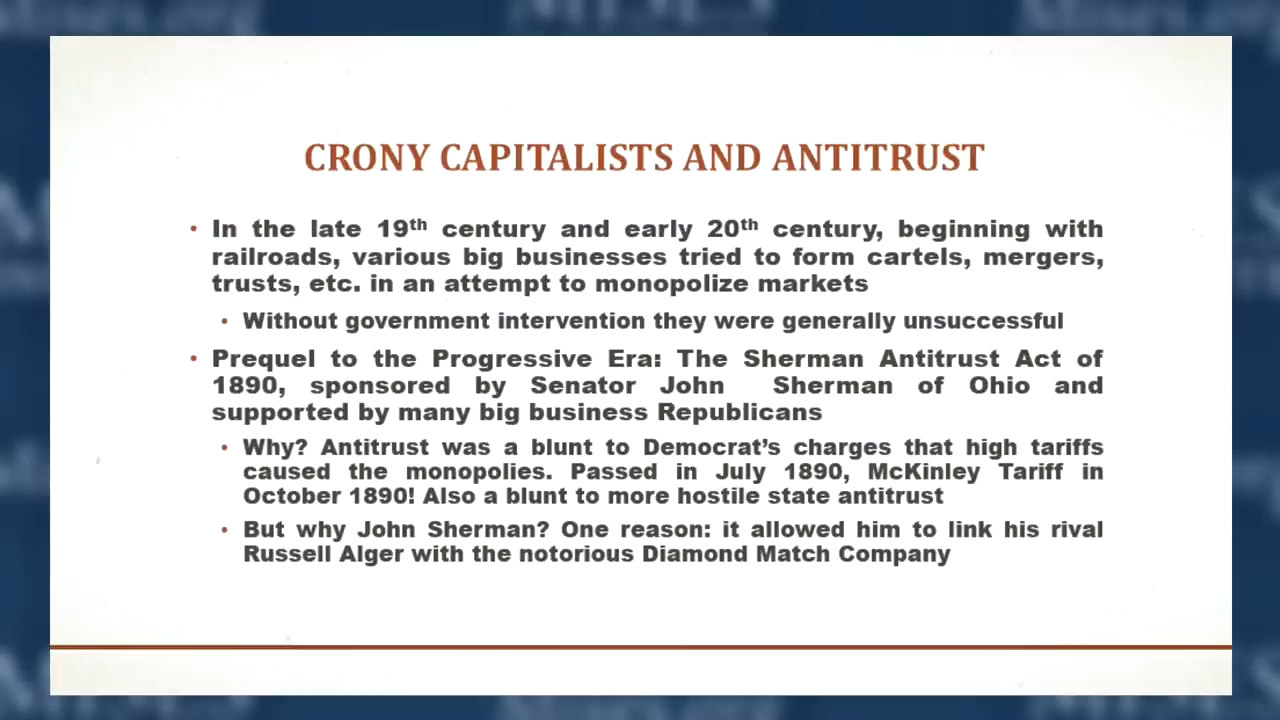 Mises.org
CRONY CAPITALISTS AND ANTITRUST
• In the late 19th century and early 20th century, beginning with
railroads, various big businesses tried to form cartels, mergers,
trusts, etc. in an attempt to monopolize markets
• Without government intervention they were generally unsuccessful
• Prequel to the Progressive Era: The Sherman Antitrust Act of
1890, sponsored by Senator John Sherman of Ohio and
supported by many big business Republicans
• Why? Antitrust was a blunt to Democrat’s charges that high tariffs
caused the monopolies. Passed in July 1890, McKinley Tariff in
October 1890! Also a blunt to more hostile state antitrust
• But why John Sherman? One reason: it allowed him to link his rival
Russell Alger with the notorious Diamond Match Company